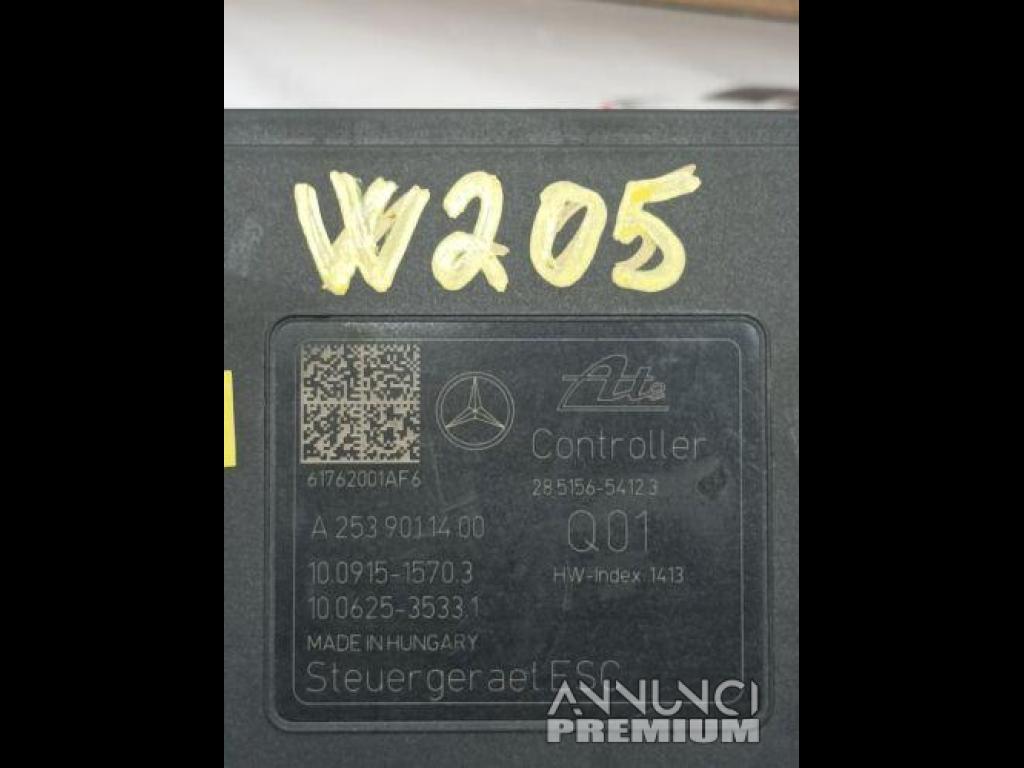 W205
Ate
Controller
61762001AF6
28.5156-5412.3
A 253 901 14 00
Q01
10.0915-1570.3
HW-Index 1413
10.0625-3533.1
MADE IN HUNGARY
Steuergeraet ESC
ANNUNCI
PREMIUM